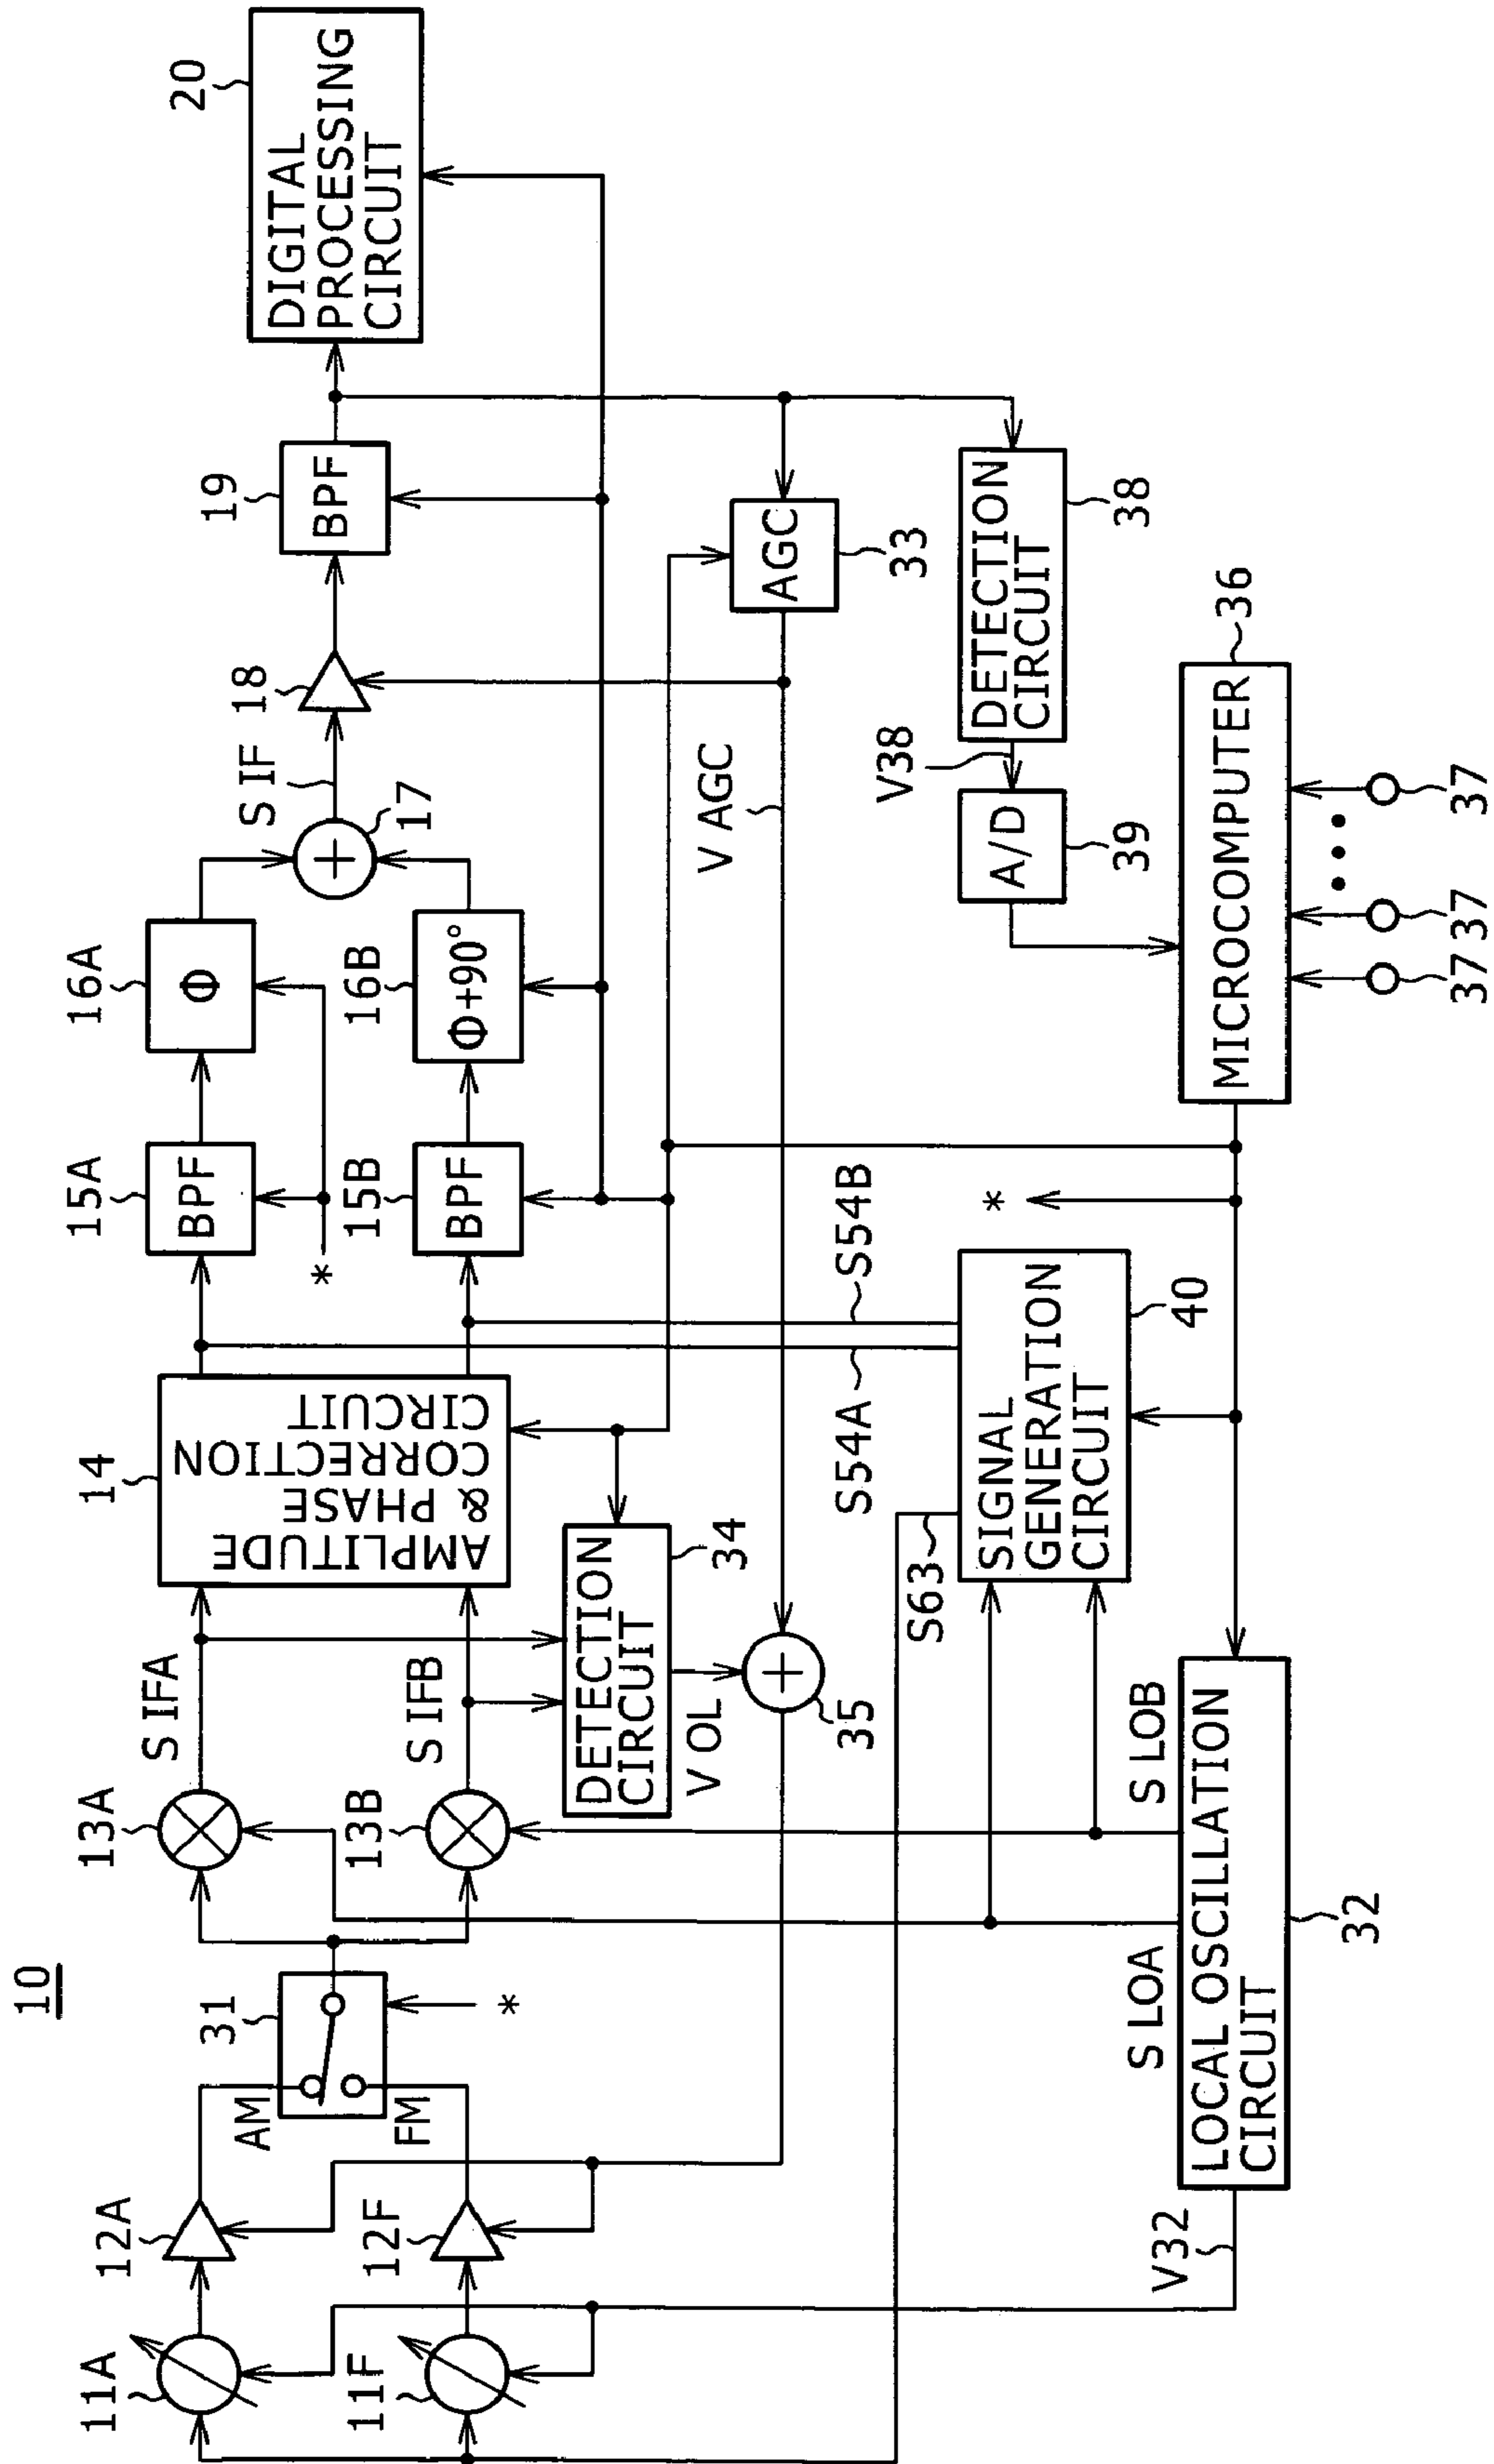 10
11A
12A
AM
31
FM
*
11F
12F
13A
S IFA
13B
S IFB
14
AMPLITUDE
& PHASE
CORRECTION
CIRCUIT
15A
BPF
16A
Φ
*
15B
BPF
16B
Φ+90°
17
S IF
18
19
BPF
20
DIGITAL
PROCESSING
CIRCUIT
DETECTION
CIRCUIT
34
V OL
35
V AGC
AGC
33
S63
S54A
S54B
*
SIGNAL
GENERATION
CIRCUIT
40
V38
A/D
39
DETECTION
CIRCUIT
38
V32
S LOA
S LOB
LOCAL OSCILLATION
CIRCUIT
32
MICROCOMPUTER
36
37
37
37